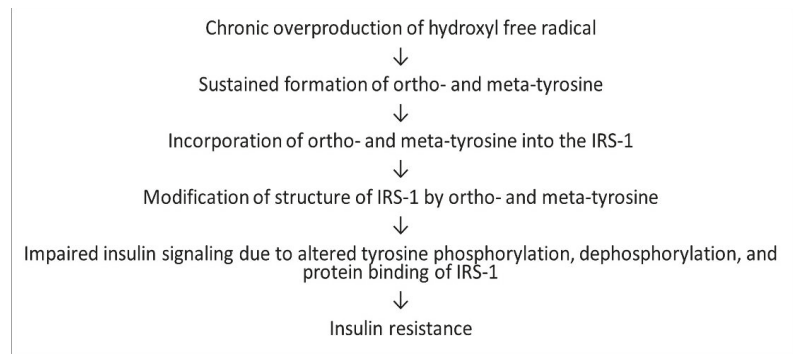 Chronic overproduction of hydroxyl free radical
↓
Sustained formation of ortho- and meta-tyrosine
↓
Incorporation of ortho- and meta-tyrosine into the IRS-1
↓
Modification of structure of IRS-1 by ortho- and meta-tyrosine
↓
Impaired insulin signaling due to altered tyrosine phosphorylation, dephosphorylation, and
protein binding of IRS-1
↓
Insulin resistance